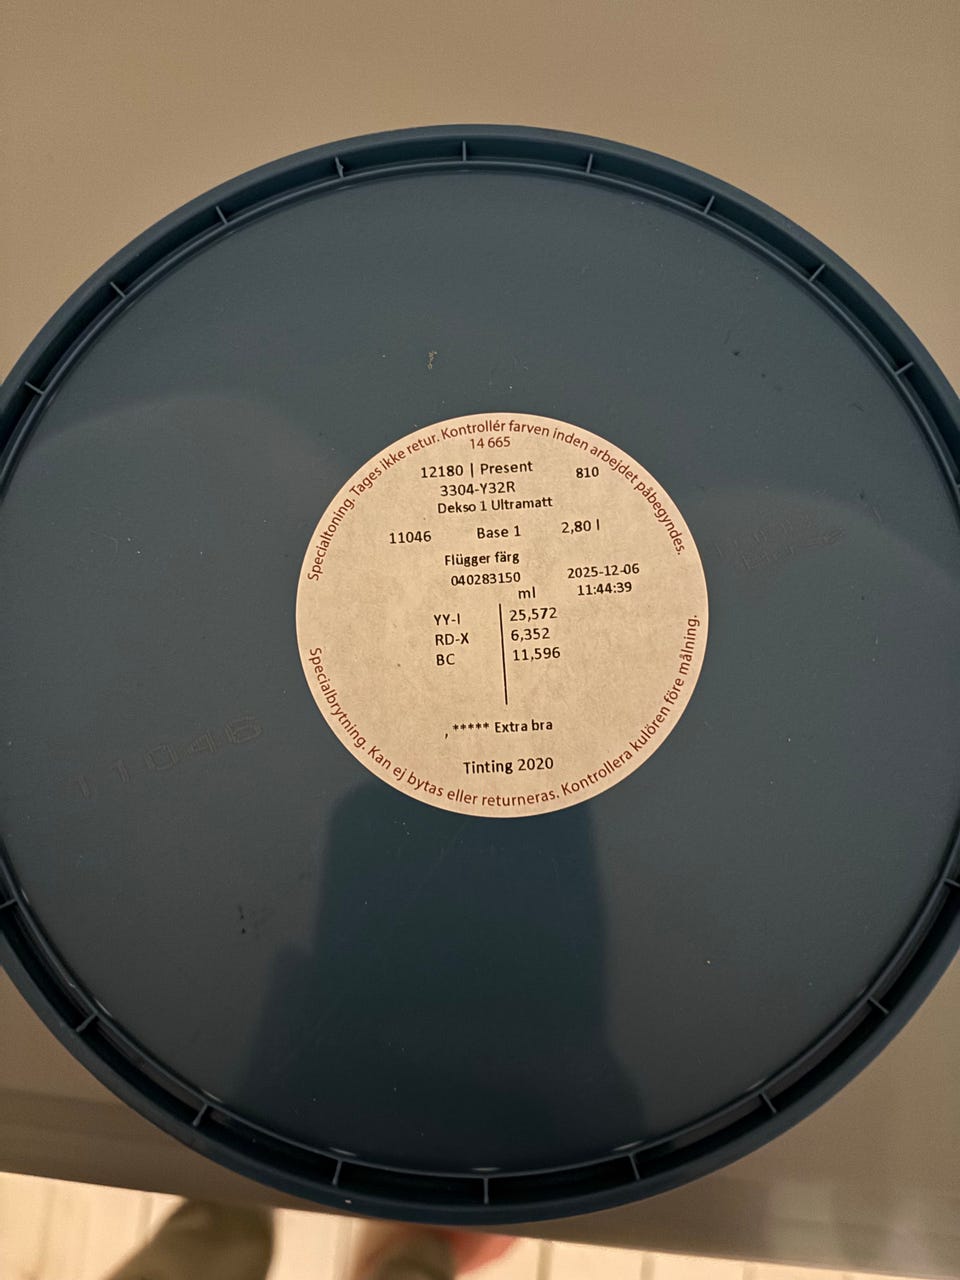 Specialtoning. Tages ikke retur. Kontrollér farven inden arbejdet påbegyndes.
14 665
12180 | Present 810
3304-Y32R
Dekso 1 Ultramatt
11046 Base 1 2,80 l
Flügger färg
040283150 2025-12-06
ml 11:44:39
YY-I 25,572
RD-X 6,352
BC 11,596
, ***** Extra bra
Tinting 2020
Specialbrytning. Kan ej bytas eller returneras. Kontrollera kulören före målning.
11046